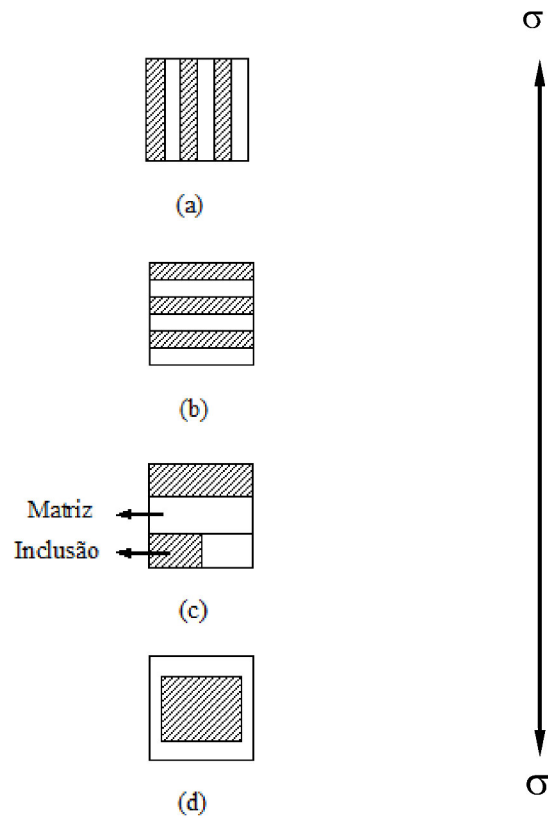 σ
(a)
(b)
Matriz
Inclusão
(c)
(d)
σ